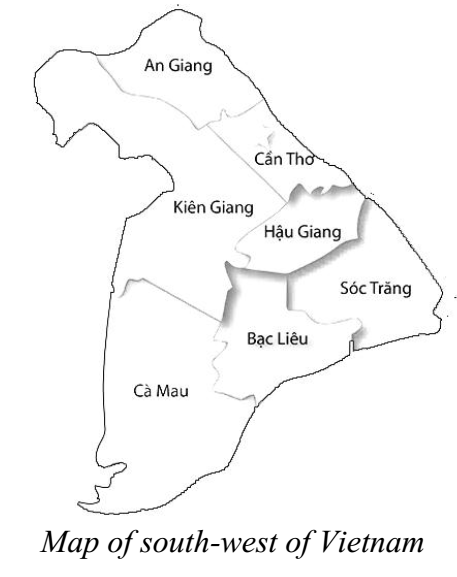 An Giang
Cần Thơ
Kiên Giang
Hậu Giang
Sóc Trăng
Bạc Liêu
Cà Mau
Map of south-west of Vietnam